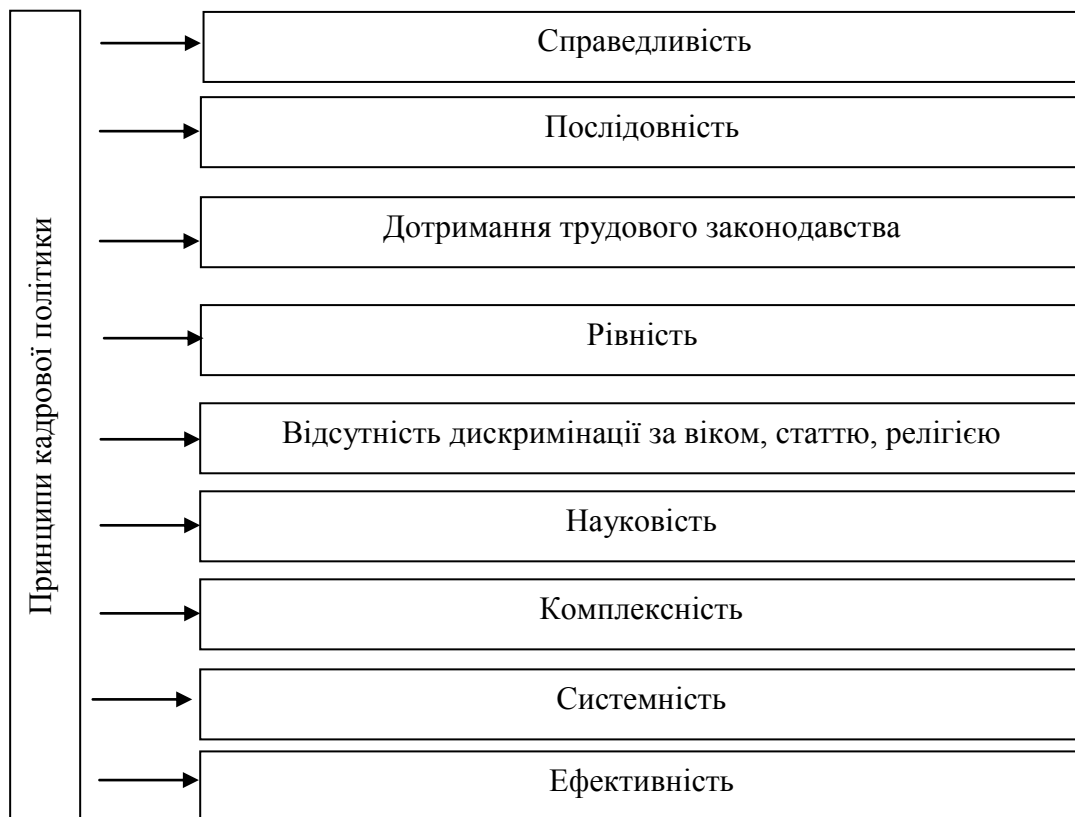 Принципи кадрової політики
Справедливість
Послідовність
Дотримання трудового законодавства
Рівність
Відсутність дискримінації за віком, статтю, релігією
Науковість
Комплексність
Системність
Ефективність